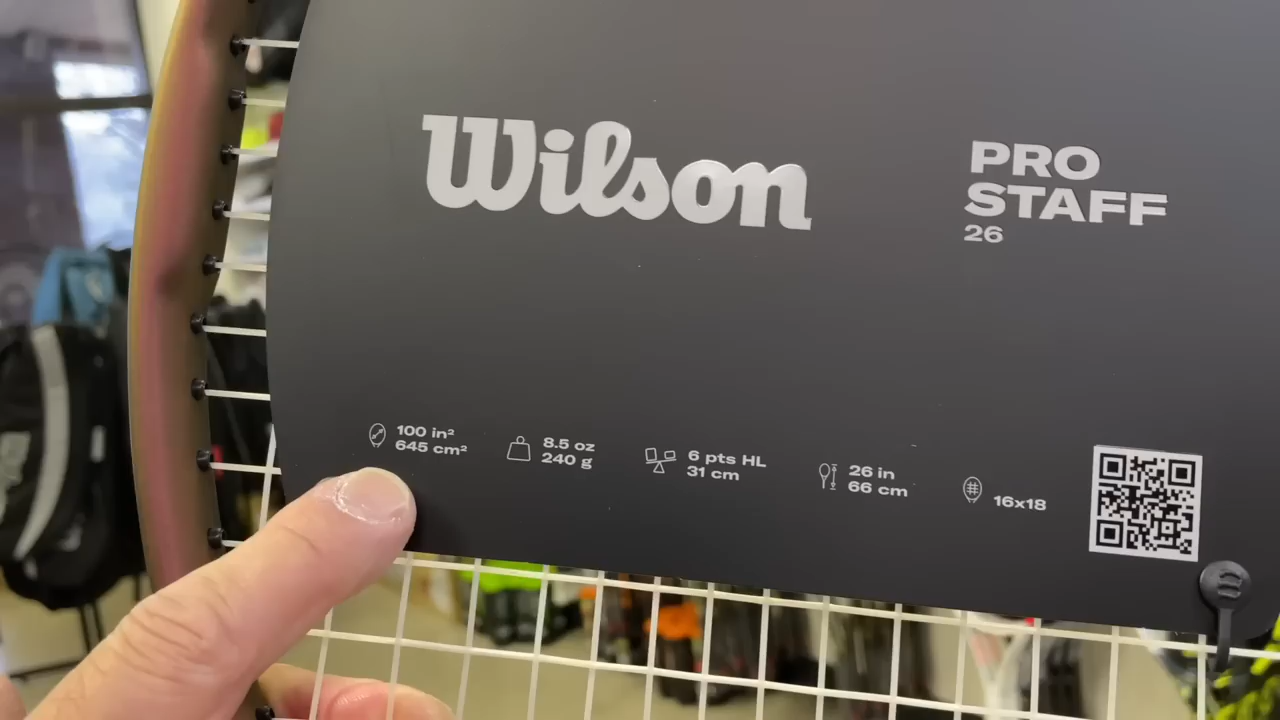 Wilson
PRO
STAFF
26
100 in²
645 cm²
8.5 oz
240 g
6 pts HL
31 cm
26 in
66 cm
16x18